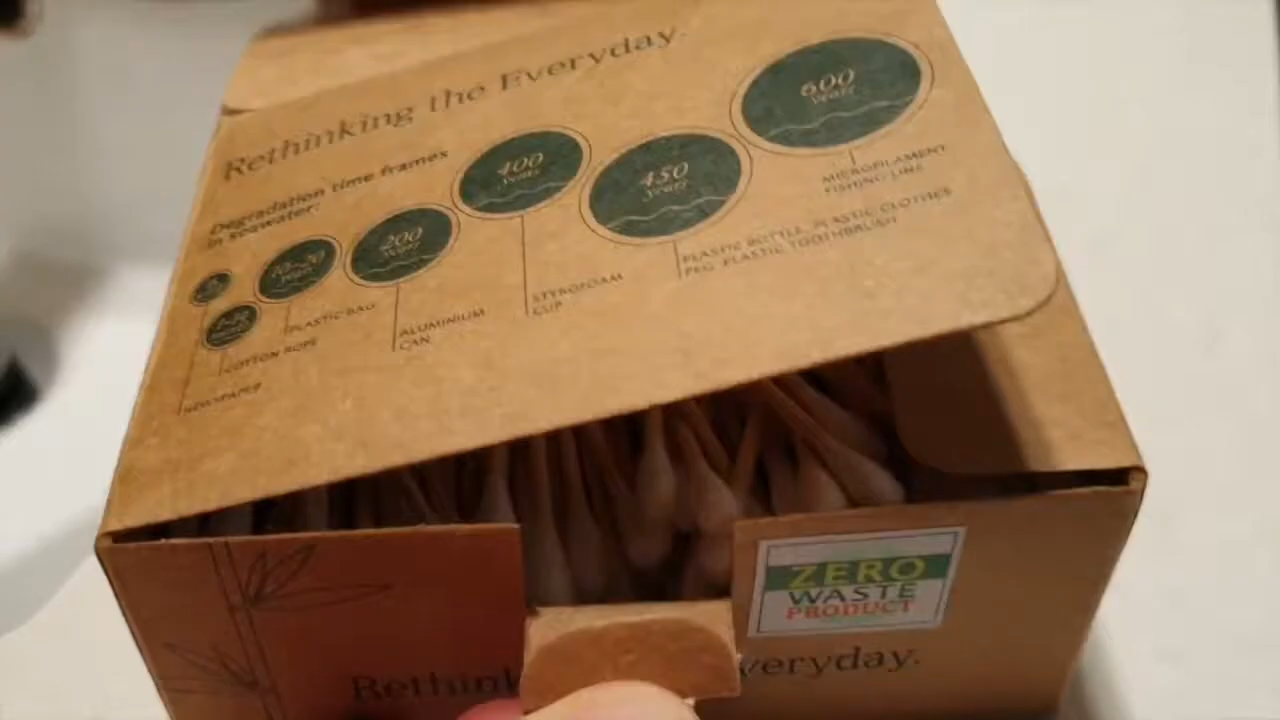 Rethinking the Everyday.
Degradation time frames
in seawater:
600
years
450
years
400
years
200
years
10-20
years
MICROFILAMENT
FISHING LINE
PLASTIC BOTTLE, PLASTIC CLOTHES
PEG, PLASTIC TOOTHBRUSH
STYROFOAM
CUP
ALUMINIUM
CAN
PLASTIC BAG
COTTON ROPE
NEWSPAPER
ZERO
WASTE
PRODUCT
veryday.